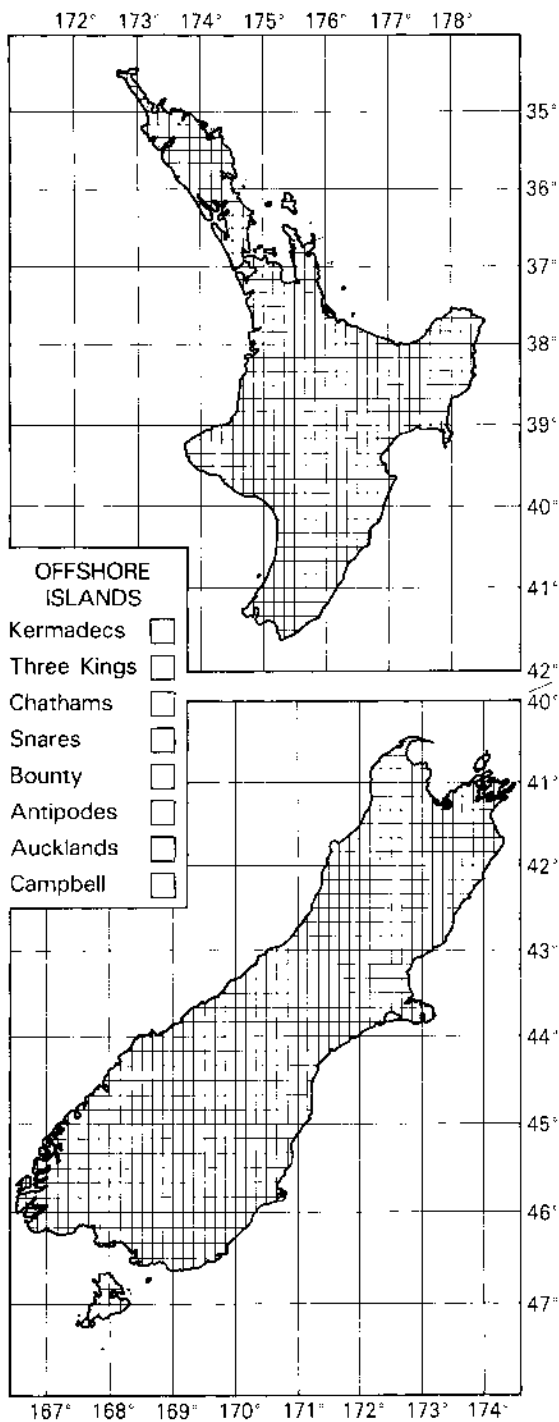 172° 173° 174° 175° 176° 177° 178°
35°
36°
37°
38°
39°
40°
41°
42°
OFFSHORE
ISLANDS
Kermadecs
Three Kings
Chathams
Snares
Bounty
Antipodes
Aucklands
Campbell
40°
41°
42°
43°
44°
45°
46°
47°
167° 168° 169° 170° 171° 172° 173° 174°